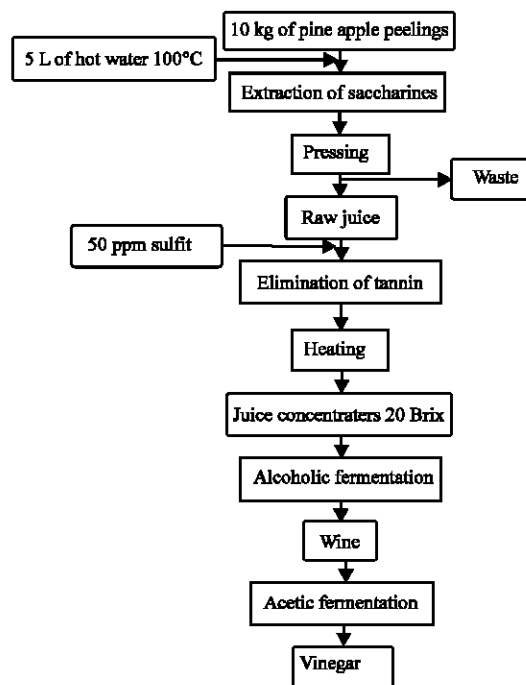 10 kg of pine apple peelings
5 L of hot water 100°C
Extraction of saccharines
Pressing
Waste
Raw juice
50 ppm sulfit
Elimination of tannin
Heating
Juice concentraters 20 Brix
Alcoholic fermentation
Wine
Acetic fermentation
Vinegar